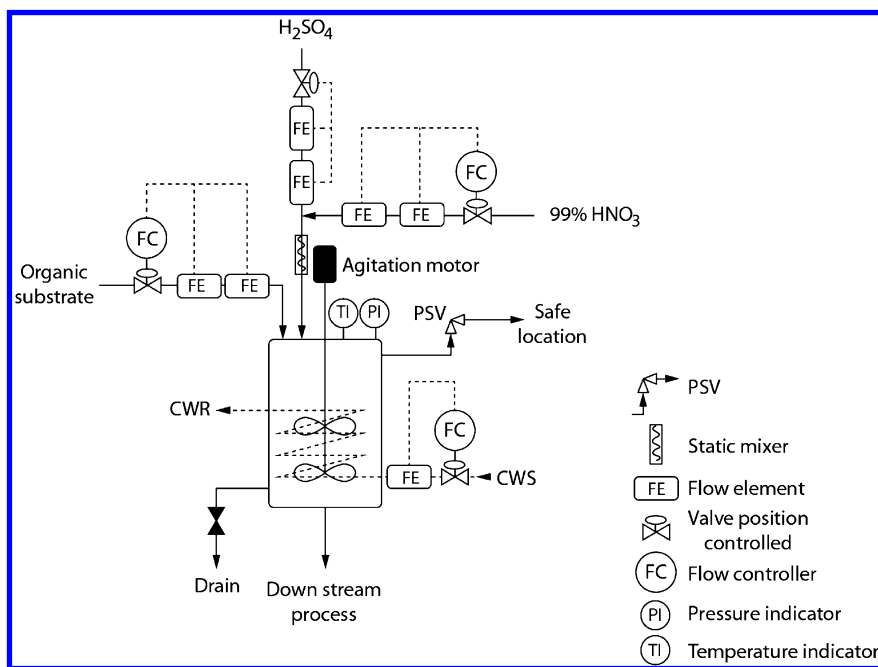 H₂SO₄
FE
FE
FC
FE
FE
99% HNO₃
FC
Organic
substrate
FE
FE
Agitation motor
TI
PI
PSV
Safe
location
CWR
FC
FE
CWS
Drain
Down stream
process
PSV
Static mixer
FE
Flow element
Valve position
controlled
FC
Flow controller
PI
Pressure indicator
TI
Temperature indicator